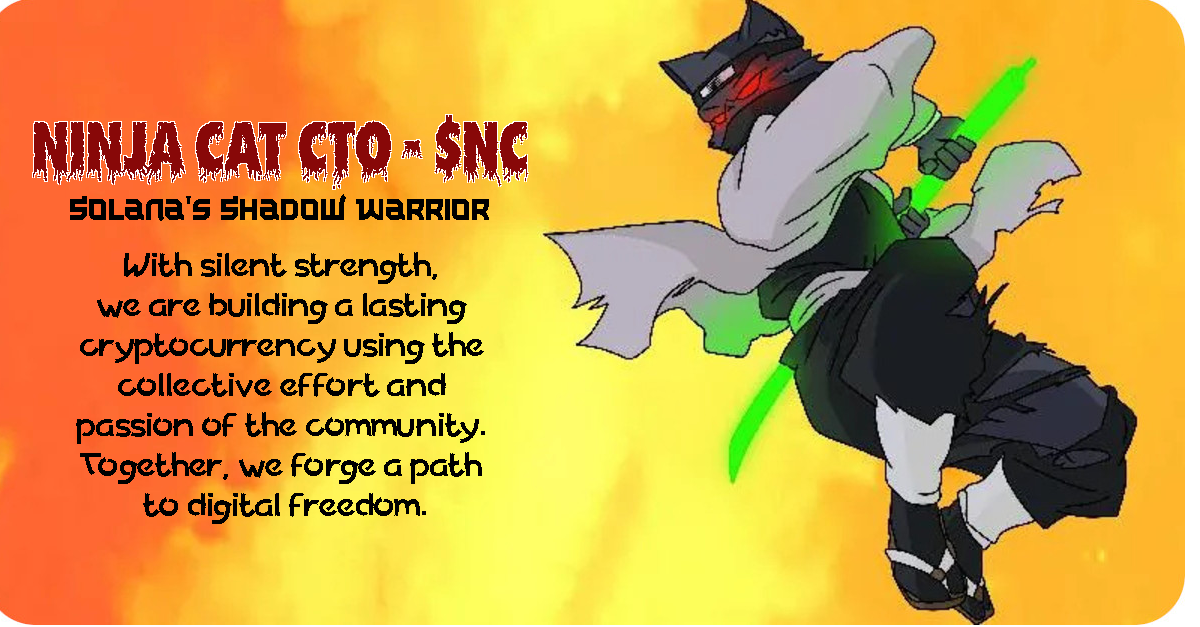 NINJA CAT CTO - $NC
SOLANA'S SHADOW WARRIOR
With silent strength,
we are building a lasting
cryptocurrency using the
collective effort and
passion of the community.
Together, we forge a path
to digital freedom.